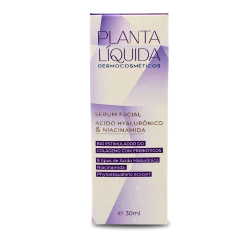 PLANTA
LÍQUIDA
DERMOCOSMÉTICOS
SERUM FACIAL
ÁCIDO HYALURÔNICO
& NIACINAMIDA
BIO ESTIMULADOR DO
COLÁGENO COM PREBIÓTICOS
5 tipos de Ácido Hialurônico
Niacinamida
Phytoesqualano ecocert
℮ 30ml